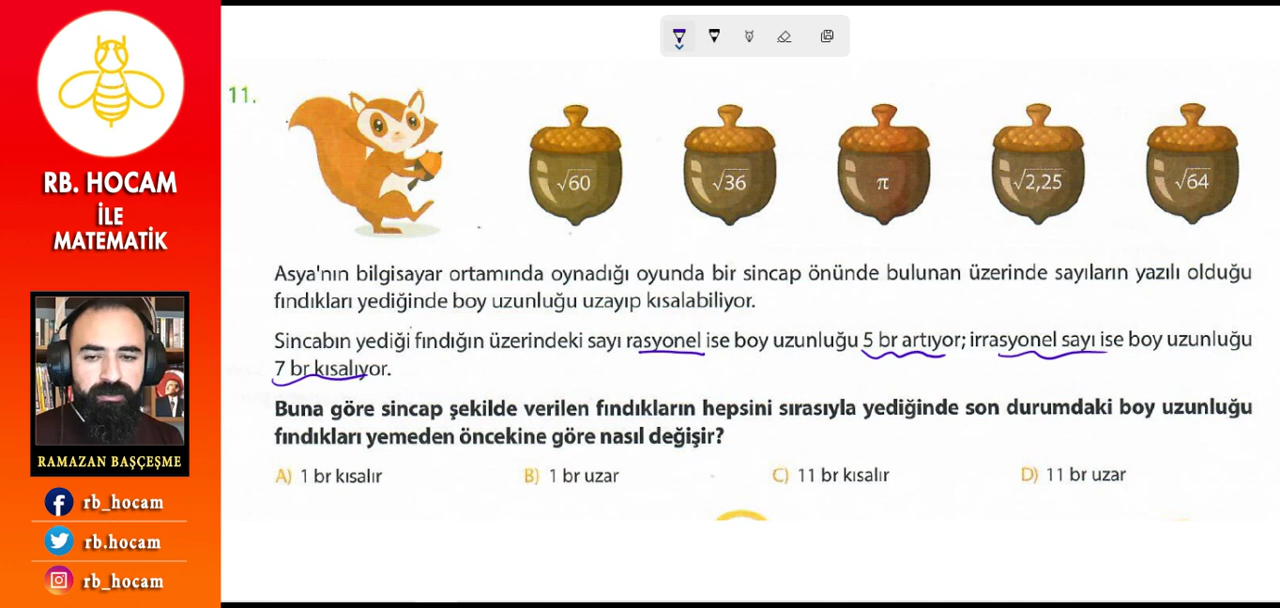 RB. HOCAM
İLE
MATEMATİK
RAMAZAN BAŞÇEŞME
rb_hocam
rb.hocam
rb_hocam
11.
√60 √36 π √2,25 √64
Asya'nın bilgisayar ortamında oynadığı oyunda bir sincap önünde bulunan üzerinde sayıların yazılı olduğu
fındıkları yediğinde boy uzunluğu uzayıp kısalabiliyor.
Sincabın yediği fındığın üzerindeki sayı rasyonel ise boy uzunluğu 5 br artıyor; irrasyonel sayı ise boy uzunluğu
7 br kısalıyor.
Buna göre sincap şekilde verilen fındıkların hepsini sırasıyla yediğinde son durumdaki boy uzunluğu
fındıkları yemeden öncekine göre nasıl değişir?
A) 1 br kısalır B) 1 br uzar C) 11 br kısalır D) 11 br uzar